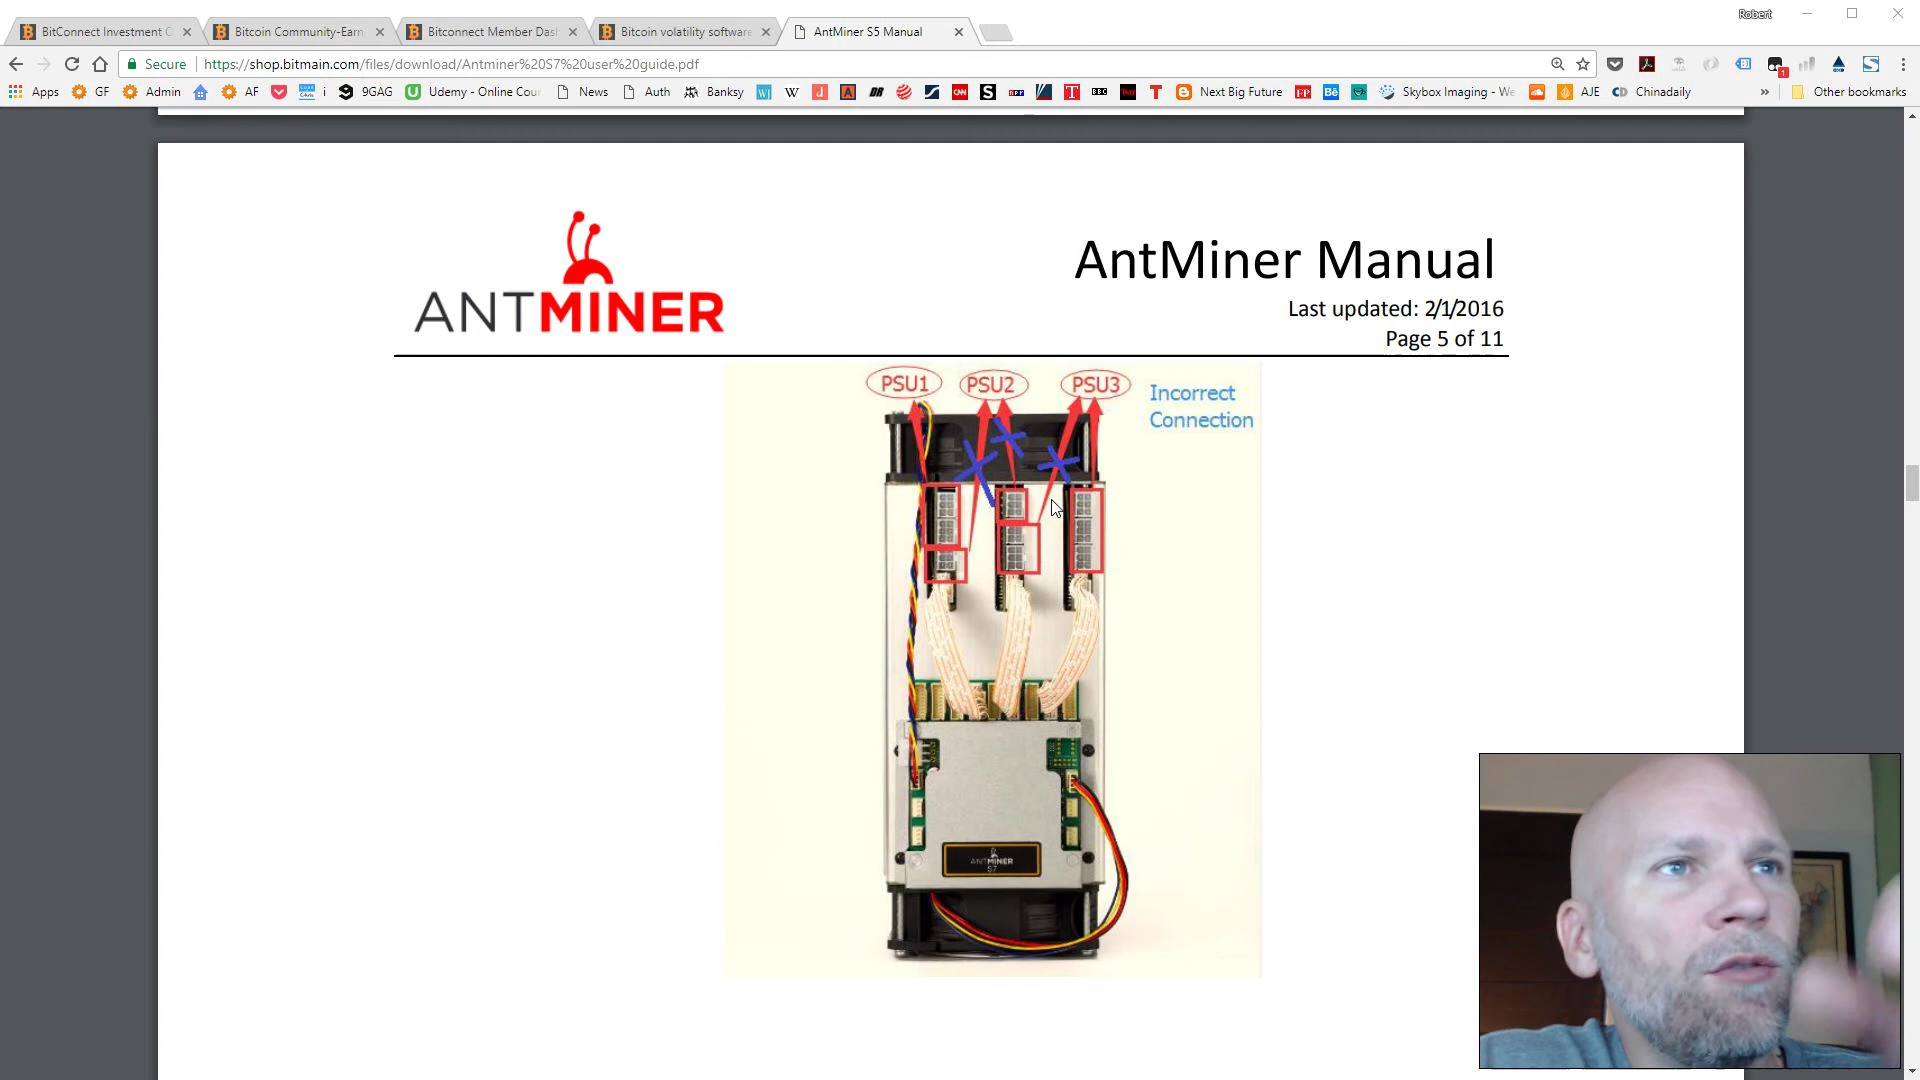 Robert
BitConnect Investment C
Bitcoin Community-Earn
Bitconnect Member Dash
Bitcoin volatility software
AntMiner S5 Manual
Secure
https://shop.bitmain.com/files/download/Antminer%20S7%20user%20guide.pdf
Apps
GF
Admin
AF
i
9GAG
Udemy - Online Cour
News
Auth
Banksy
Next Big Future
Skybox Imaging - We
AJE
Chinadaily
»
Other bookmarks
ANTMINER
AntMiner Manual
Last updated: 2/1/2016
Page 5 of 11
PSU1
PSU2
PSU3
Incorrect
Connection
ANTMINER
S7